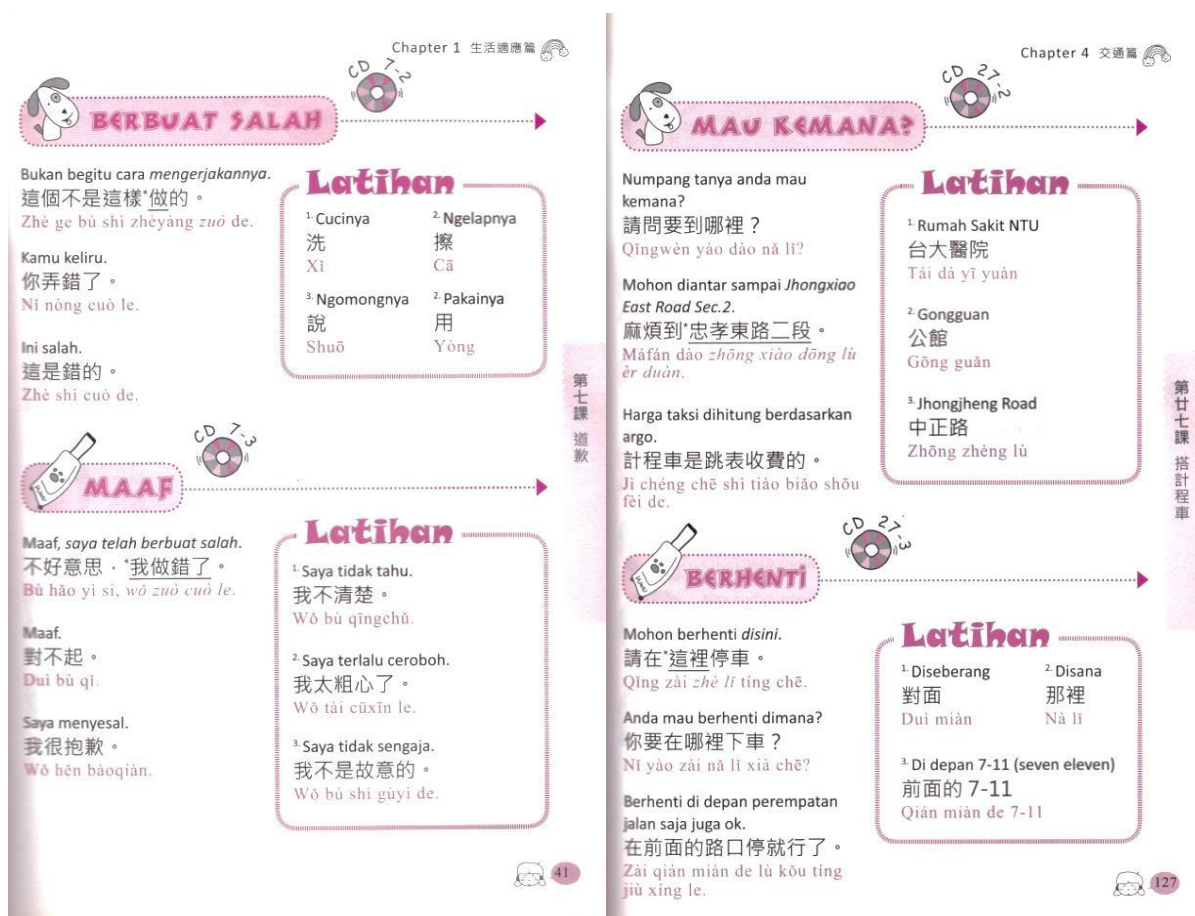 Chapter 1 生活適應篇
CD 7-2
BERBUAT SALAH
Bukan begitu cara mengerjakannya.
這個不是這樣*做的。
Zhè ge bú shì zhèyàng zuò de.
Kamu keliru.
你弄錯了。
Nǐ nòng cuò le.
Ini salah.
這是錯的。
Zhè shì cuò de.
Latihan
1. Cucinya
洗
Xǐ
2. Ngelapnya
擦
Cā
3. Ngomongnya
說
Shuō
2. Pakainya
用
Yòng
第七課 道歉
CD 7-3
MAAF
Maaf, saya telah berbuat salah.
不好意思，*我做錯了。
Bù hǎo yì si, wǒ zuò cuò le.
Maaf.
對不起。
Duì bù qǐ.
Saya menyesal.
我很抱歉。
Wǒ hěn bàoqiàn.
Latihan
1. Saya tidak tahu.
我不清楚。
Wǒ bù qīngchǔ.
2. Saya terlalu ceroboh.
我太粗心了。
Wǒ tài cūxīn le.
3. Saya tidak sengaja.
我不是故意的。
Wǒ bú shì gùyì de.
41
Chapter 4 交通篇
CD 27-2
MAU KEMANA?
Numpang tanya anda mau
kemana?
請問要到哪裡？
Qǐngwèn yào dào nǎ lǐ?
Mohon diantar sampai Jhongxiao
East Road Sec.2.
麻煩到*忠孝東路二段。
Máfán dào zhōng xiào dōng lù
èr duàn.
Harga taksi dihitung berdasarkan
argo.
計程車是跳表收費的。
Jì chéng chē shì tiào biǎo shōu
fèi de.
Latihan
1. Rumah Sakit NTU
台大醫院
Tái dà yī yuàn
2. Gongguan
公館
Gōng guǎn
3. Jhongjheng Road
中正路
Zhōng zhèng lù
第廿七課 搭計程車
CD 27-3
BERHENTI
Mohon berhenti disini.
請在*這裡停車。
Qǐng zài zhè lǐ tíng chē.
Anda mau berhenti dimana?
你要在哪裡下車？
Nǐ yào zài nǎ lǐ xià chē?
Berhenti di depan perempatan
jalan saja juga ok.
在前面的路口停就行了。
Zài qián miàn de lù kǒu tíng
jiù xíng le.
Latihan
1. Diseberang
對面
Duì miàn
2. Disana
那裡
Nà lǐ
3. Di depan 7-11 (seven eleven)
前面的 7-11
Qián miàn de 7-11
127